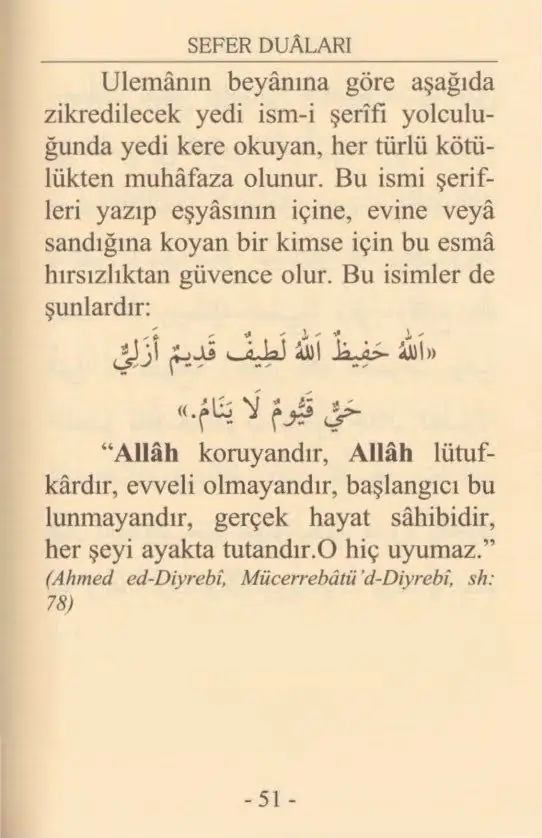 SEFER DUÂLARI
Ulemânın beyânına göre aşağıda
zikredilecek yedi ism-i şerîfi yolculu-
ğunda yedi kere okuyan, her türlü kötü-
lükten muhâfaza olunur. Bu ismi şerif-
leri yazıp eşyâsının içine, evine veyâ
sandığına koyan bir kimse için bu esmâ
hırsızlıktan güvence olur. Bu isimler de
şunlardır:
«اَللهُ حَفِيظٌ اَللهُ لَطِيفٌ قَدِيمٌ أَزَلِيٌّ
حَيٌّ قَيُّومٌ لَا يَنَامُ.»
“Allâh koruyandır, Allâh lütuf-
kârdır, evveli olmayandır, başlangıcı bu
lunmayandır, gerçek hayat sâhibidir,
her şeyi ayakta tutandır.O hiç uyumaz.”
(Ahmed ed-Diyrebî, Mücerrebâtü’d-Diyrebî, sh:
78)
- 51 -